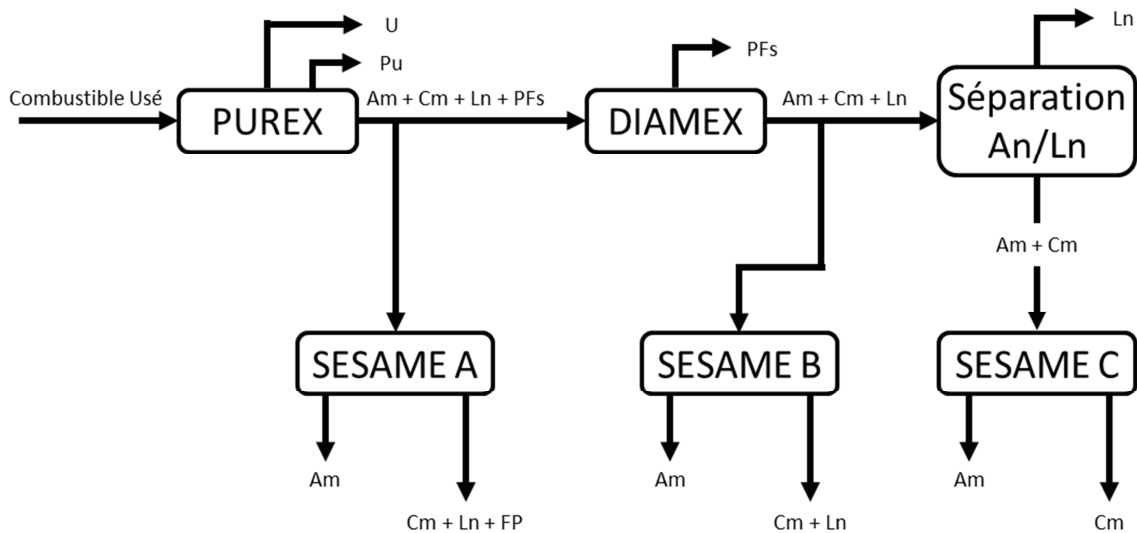 U
Ln
Pu
PFs
Combustible Usé
PUREX
Am + Cm + Ln + PFs
DIAMEX
Am + Cm + Ln
Séparation
An/Ln
Am + Cm
SESAME A
SESAME B
SESAME C
Am
Cm + Ln + FP
Am
Cm + Ln
Am
Cm